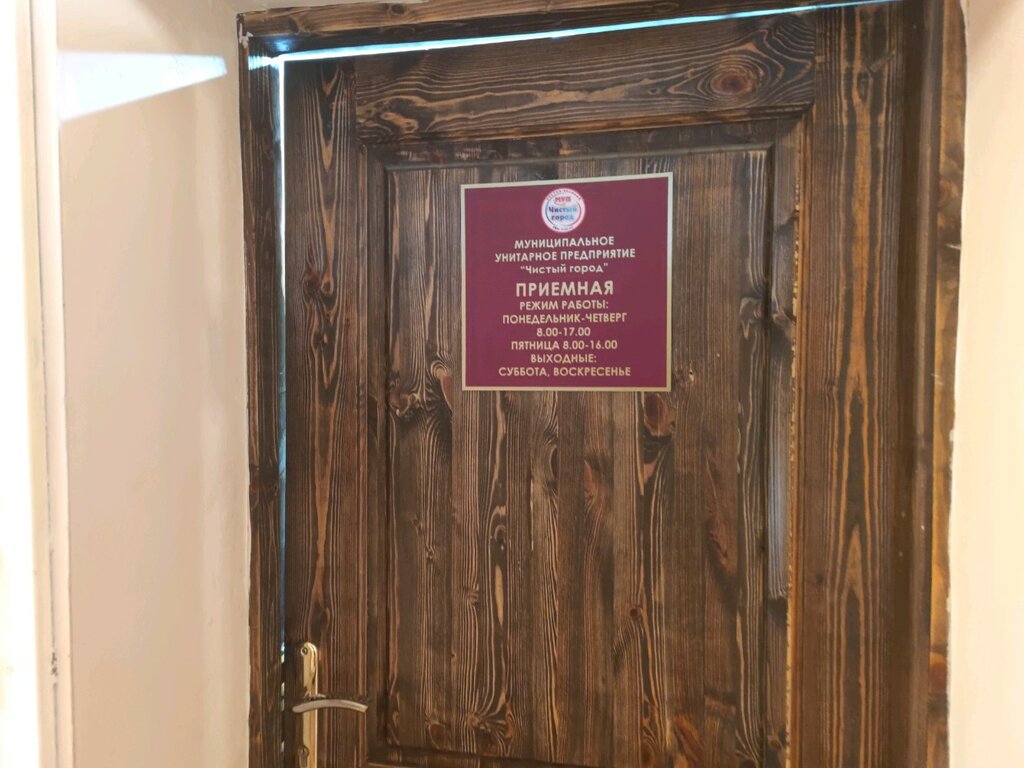 МУП
Чистый
город
МУНИЦИПАЛЬНОЕ
УНИТАРНОЕ ПРЕДПРИЯТИЕ
"Чистый город"
ПРИЕМНАЯ
РЕЖИМ РАБОТЫ:
ПОНЕДЕЛЬНИК-ЧЕТВЕРГ
8.00-17.00
ПЯТНИЦА 8.00-16.00
ВЫХОДНЫЕ:
СУББОТА, ВОСКРЕСЕНЬЕ